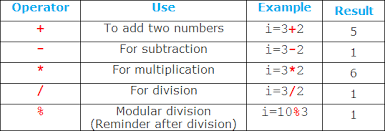 Operator Use Example Result
+ To add two numbers i=3+2 5
- For subtraction i=3-2 1
* For multiplication i=3*2 6
/ For division i=3/2 1
% Modular division i=10%3 1
(Reminder after division)